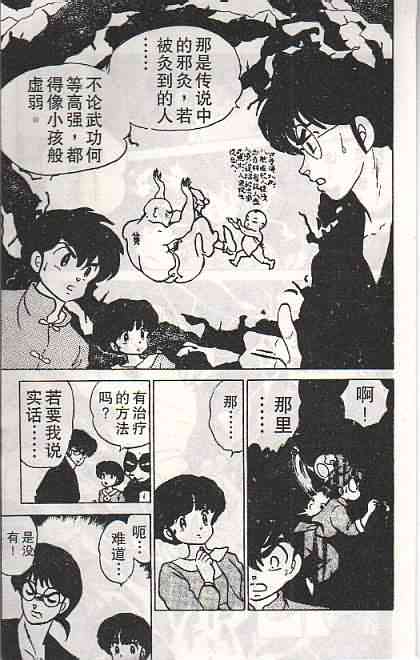 那是传说中
的邪灸，若
被灸到的人
……
不论武功何
等高强，都
得像小孩般
虚弱。
啊！
那里
那……
有治疗
的方法
吗？
若要我说
实话……
呃…
难道…
是没
有！